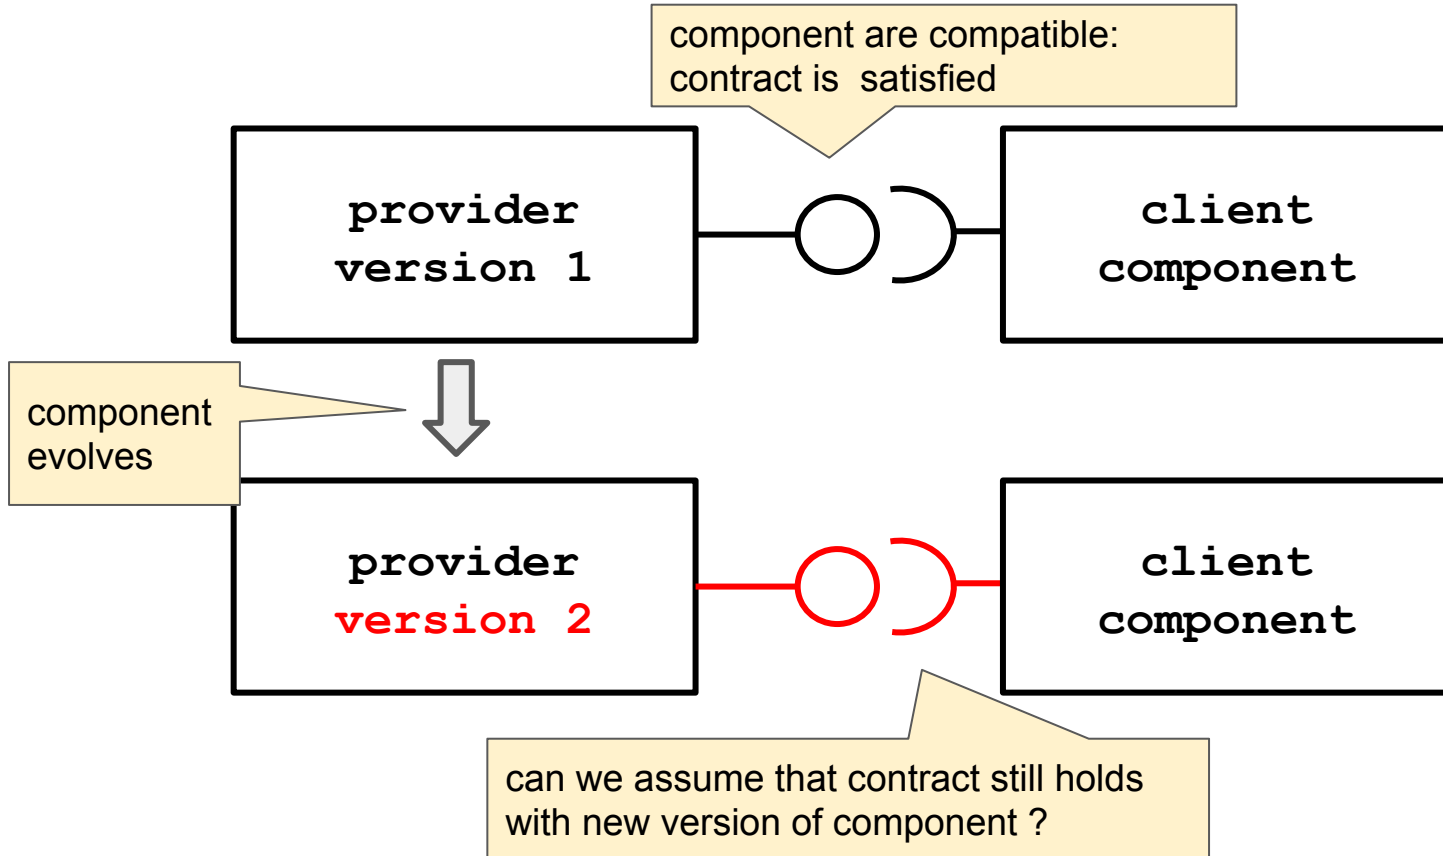 component are compatible:
contract is  satisfied
provider
version 1
client
component
component
evolves
provider
version 2
client
component
can we assume that contract still holds
with new version of component ?